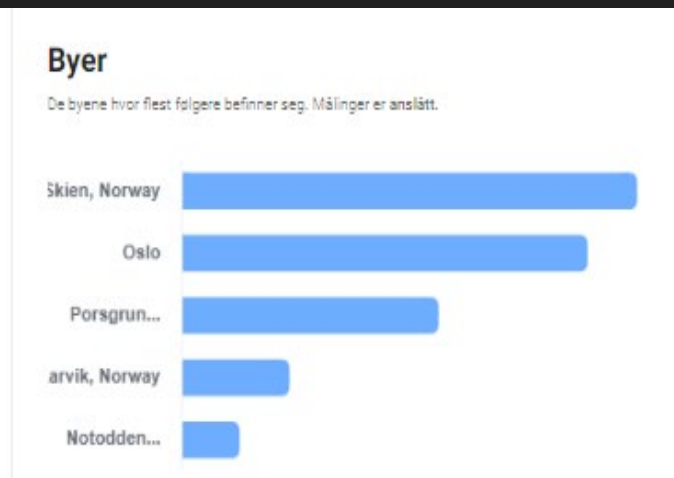 Byer
De byene hvor flest følgere befinner seg. Målinger er anslått.
Skien, Norway
Oslo
Porsgrun...
arvik, Norway
Notodden...